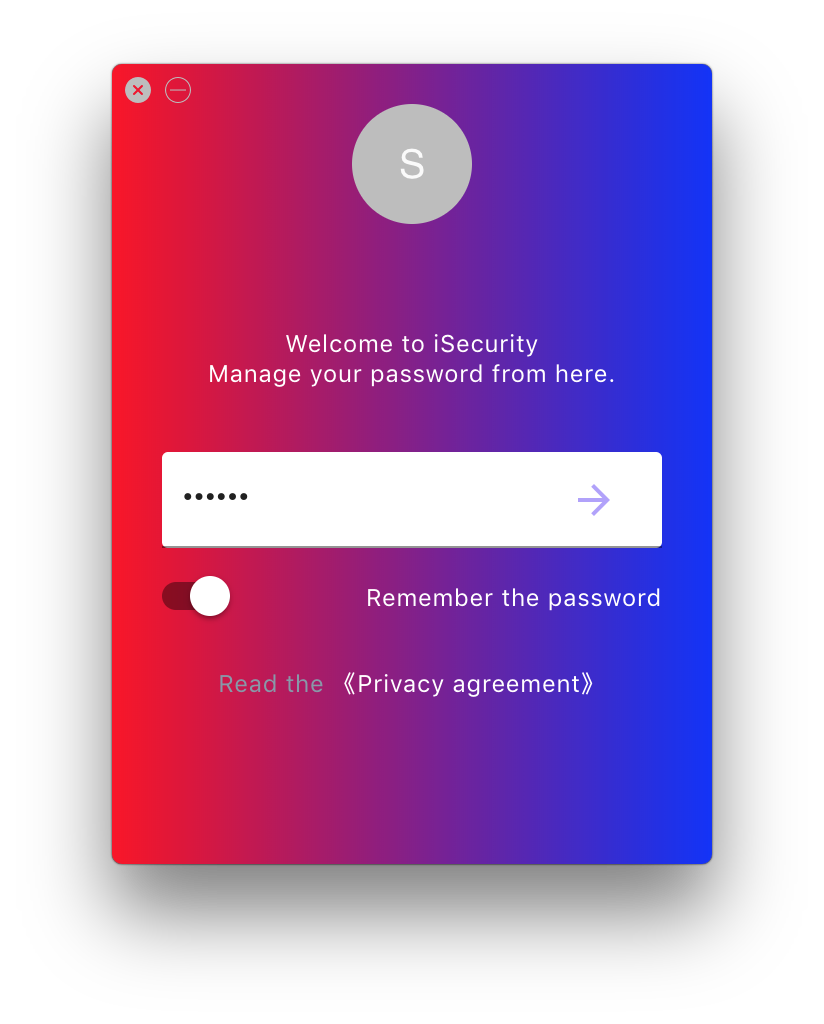 S
Welcome to iSecurity
Manage your password from here.
••••••
Remember the password
Read the 《Privacy agreement》